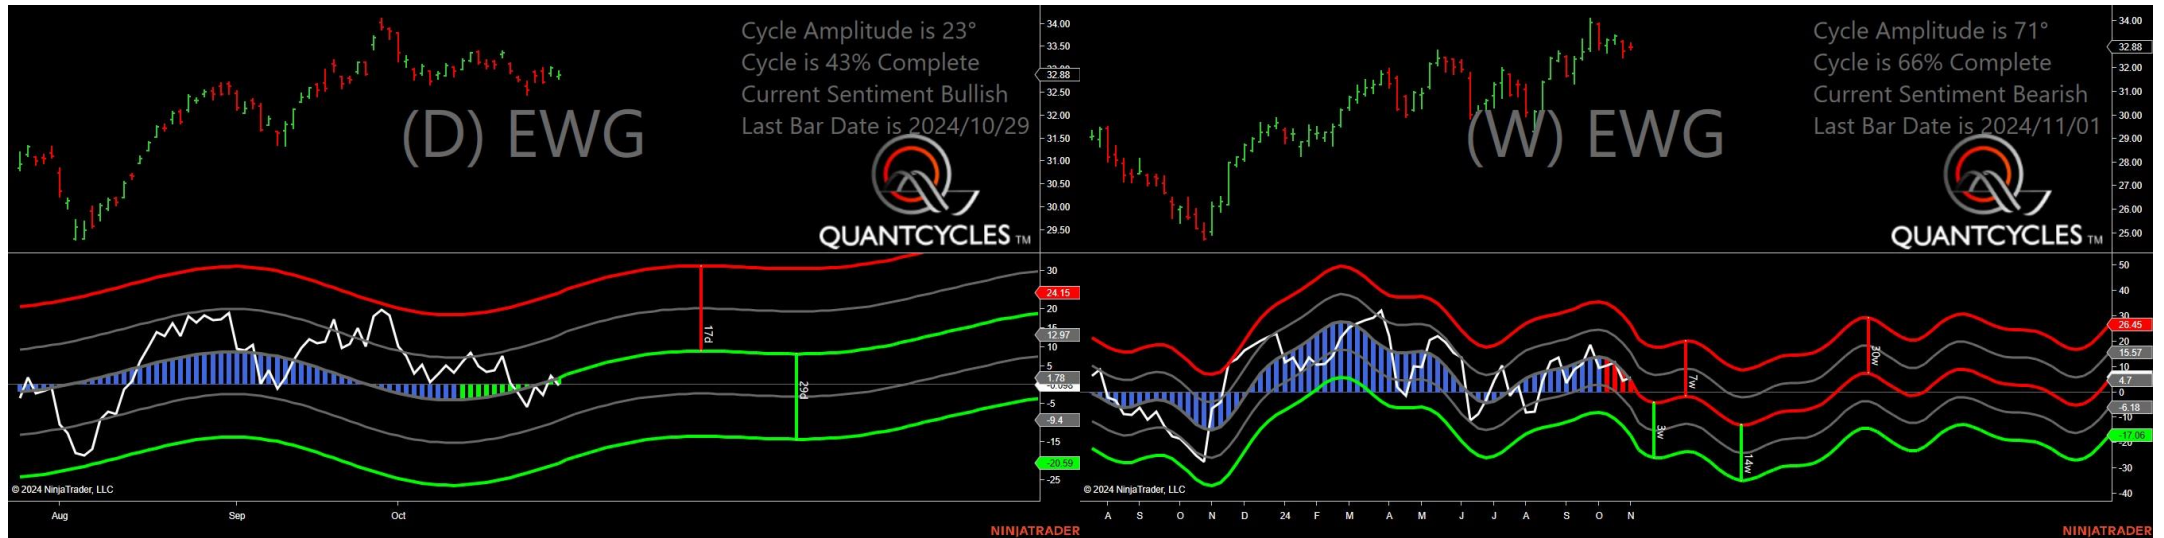 Cycle Amplitude is 23°
Cycle is 43% Complete
Current Sentiment Bullish
Last Bar Date is 2024/10/29
(D) EWG
QUANTCYCLES TM
34.00
33.50
32.88
32.50
32.00
31.50
31.00
30.50
30.00
29.50
30
24.15
20
12.97
10
5
1.78
-5
-9.4
-15
-20.59
-25
17d
29d
© 2024 NinjaTrader, LLC
Aug Sep Oct
NINJATRADER
Cycle Amplitude is 71°
Cycle is 66% Complete
Current Sentiment Bearish
Last Bar Date is 2024/11/01
(W) EWG
QUANTCYCLES TM
34.00
32.88
32.00
31.00
30.00
29.00
28.00
27.00
26.00
25.00
50
40
30
26.45
20
15.57
4.7
0
-6.18
-10
-17.06
-30
-40
7w
30w
3w
14w
© 2024 NinjaTrader, LLC
A S O N D 24 F M A M J J A S O N
NINJATRADER